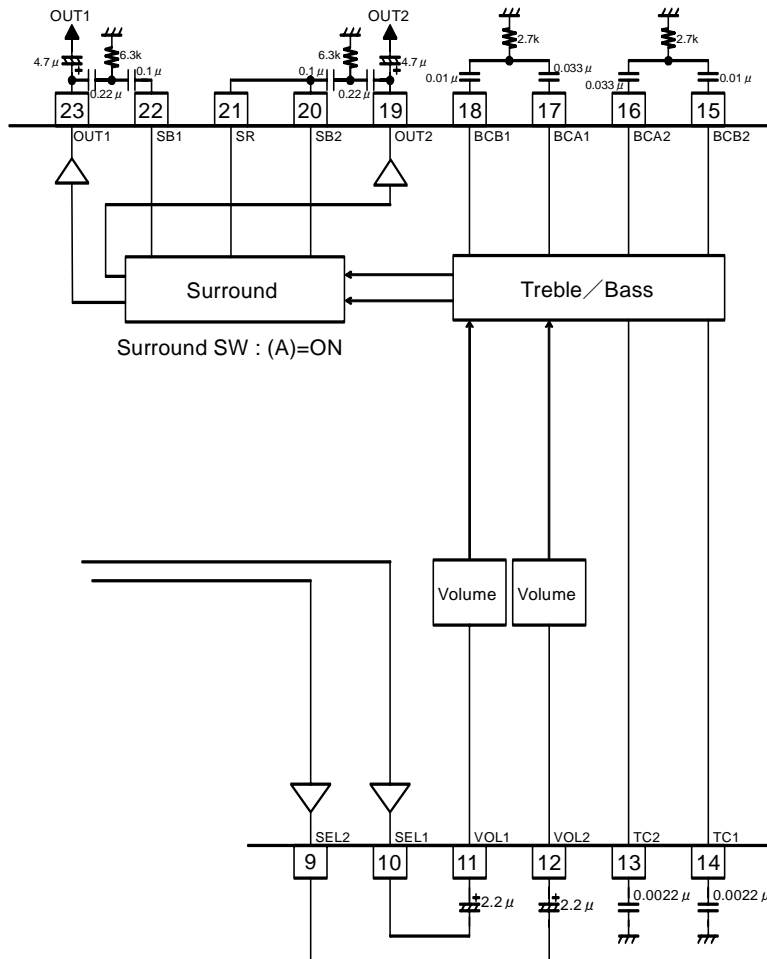 OUT1 OUT2
6.3k 6.3k 2.7k 2.7k
4.7μ 0.1μ 0.1μ 4.7μ 0.01μ 0.033μ 0.033μ 0.01μ
0.22μ 0.22μ
23 22 21 20 19 18 17 16 15
OUT1 SB1 SR SB2 OUT2 BCB1 BCA1 BCA2 BCB2
Surround Treble／Bass
Surround SW : (A)=ON
Volume Volume
SEL2 SEL1 VOL1 VOL2 TC2 TC1
9 10 11 12 13 14
+ 2.2μ + 2.2μ 0.0022μ 0.0022μ